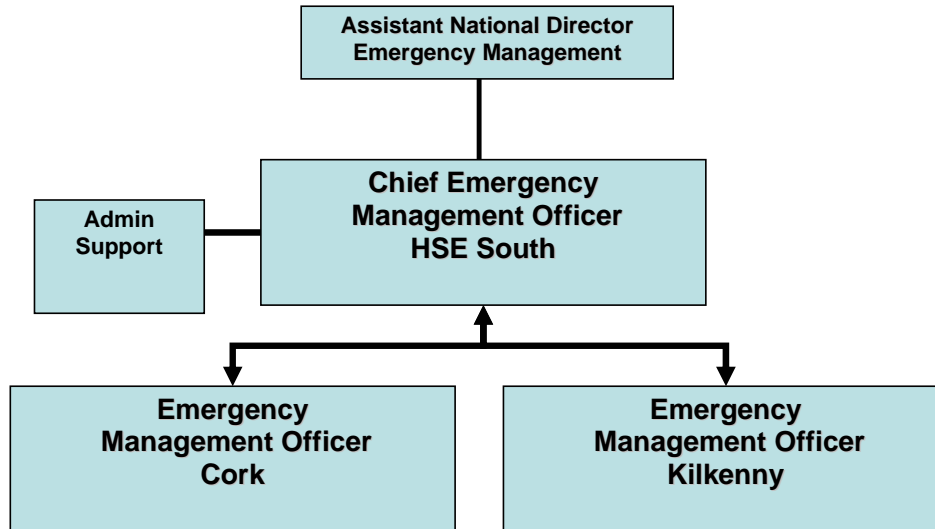 Assistant National Director
Emergency Management
Chief Emergency
Management Officer
HSE South
Admin
Support
Emergency
Management Officer
Cork
Emergency
Management Officer
Kilkenny